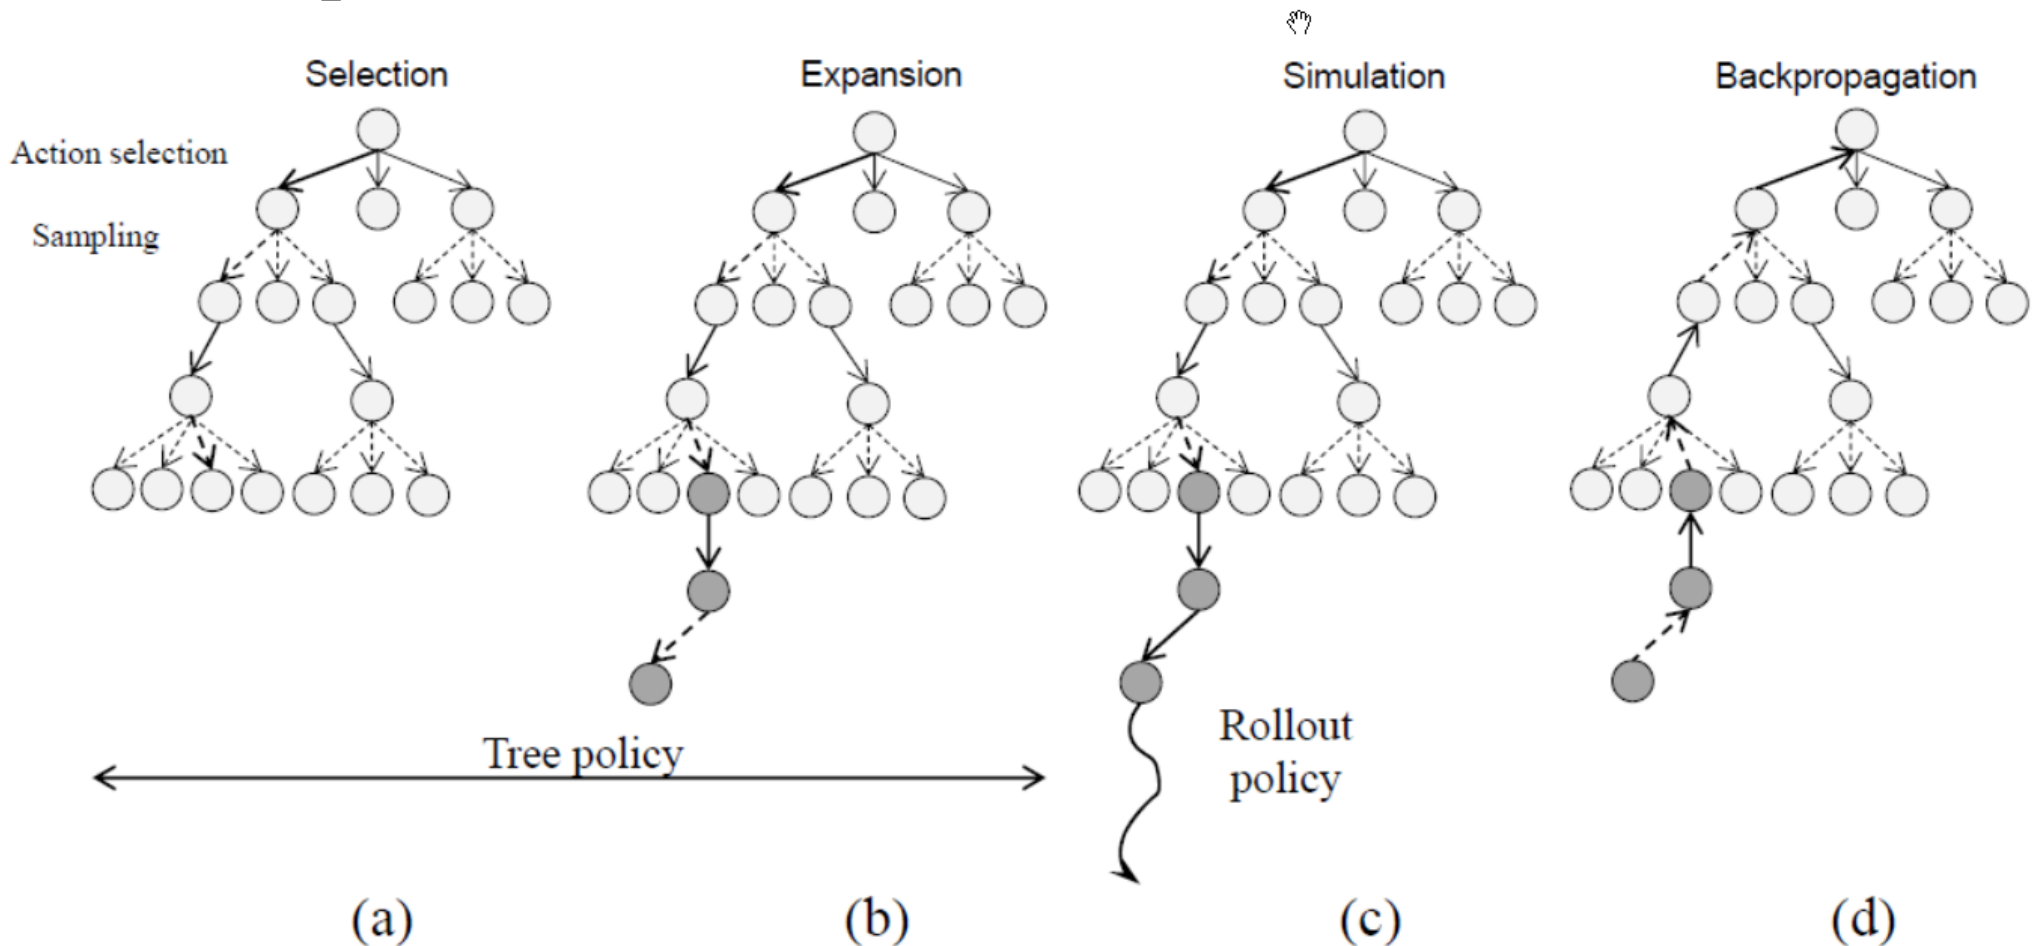 Selection
Expansion
Simulation
Backpropagation
Action selection
Sampling
Tree policy
Rollout
policy
(a)
(b)
(c)
(d)